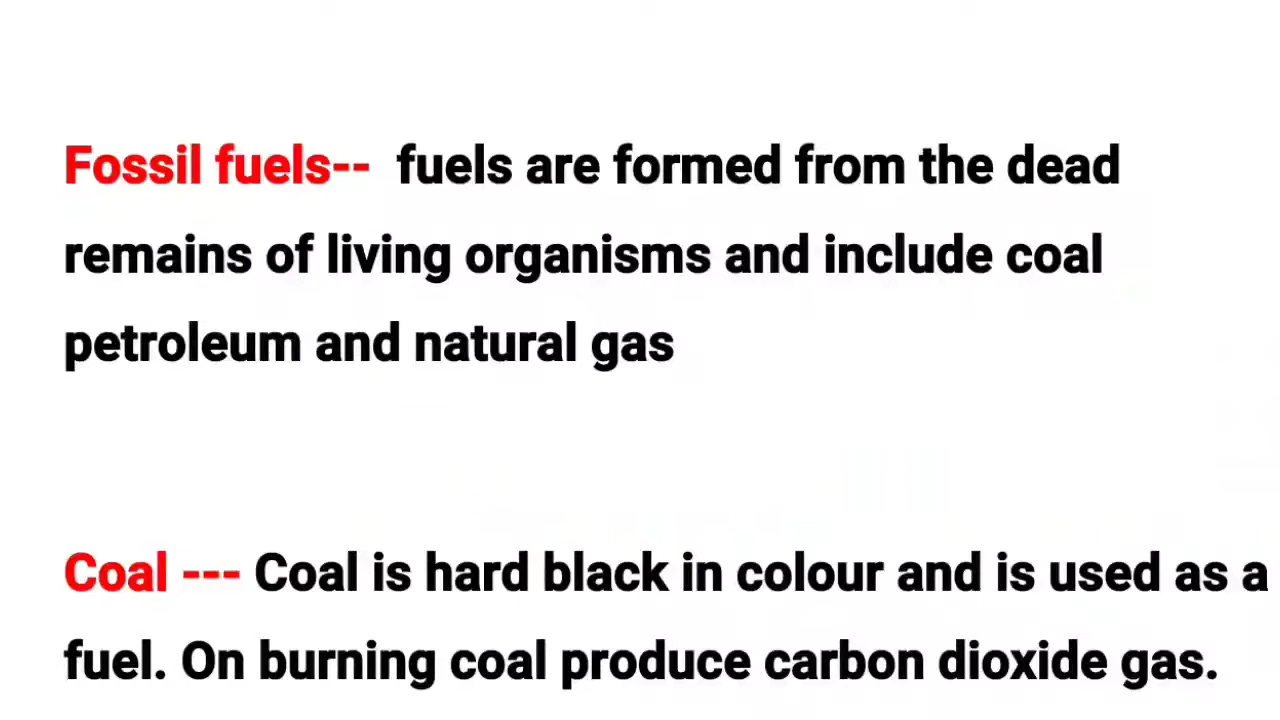 Fossil fuels-- fuels are formed from the dead
remains of living organisms and include coal
petroleum and natural gas
Coal --- Coal is hard black in colour and is used as a
fuel. On burning coal produce carbon dioxide gas.